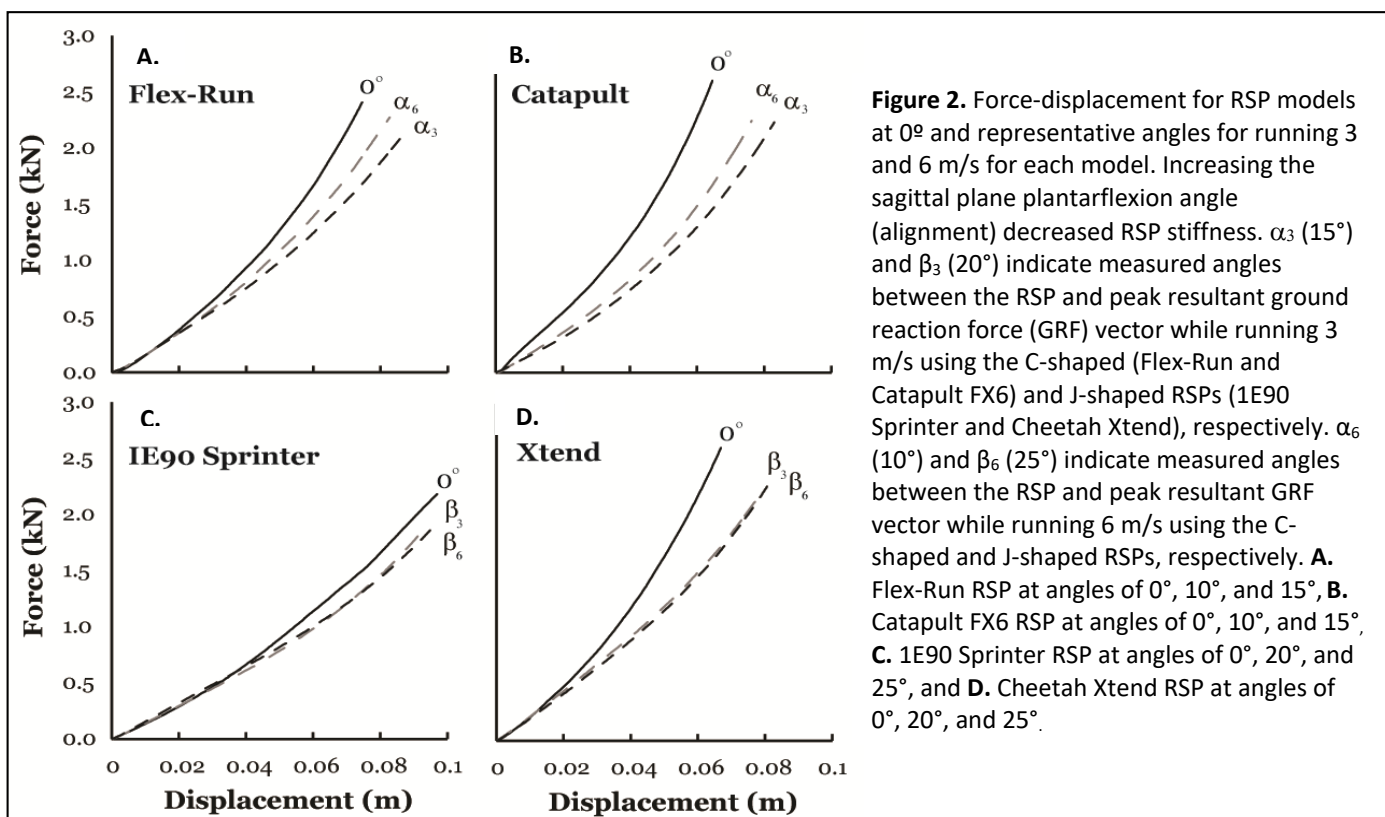 A.
Flex-Run
0°
α₆
α₃
3.0
2.5
2.0
1.5
1.0
0.5
0.0
Force (kN)
B.
Catapult
0°
α₆ α₃
C.
IE90 Sprinter
0°
β₃
β₆
3.0
2.5
2.0
1.5
1.0
0.5
0.0
Force (kN)
0 0.02 0.04 0.06 0.08 0.1
Displacement (m)
D.
Xtend
0°
β₃β₆
0 0.02 0.04 0.06 0.08 0.1
Displacement (m)
Figure 2. Force-displacement for RSP models
at 0º and representative angles for running 3
and 6 m/s for each model. Increasing the
sagittal plane plantarflexion angle
(alignment) decreased RSP stiffness. α₃ (15°)
and β₃ (20°) indicate measured angles
between the RSP and peak resultant ground
reaction force (GRF) vector while running 3
m/s using the C-shaped (Flex-Run and
Catapult FX6) and J-shaped RSPs (1E90
Sprinter and Cheetah Xtend), respectively. α₆
(10°) and β₆ (25°) indicate measured angles
between the RSP and peak resultant GRF
vector while running 6 m/s using the C-
shaped and J-shaped RSPs, respectively. A.
Flex-Run RSP at angles of 0°, 10°, and 15°, B.
Catapult FX6 RSP at angles of 0°, 10°, and 15°,
C. 1E90 Sprinter RSP at angles of 0°, 20°, and
25°, and D. Cheetah Xtend RSP at angles of
0°, 20°, and 25°.